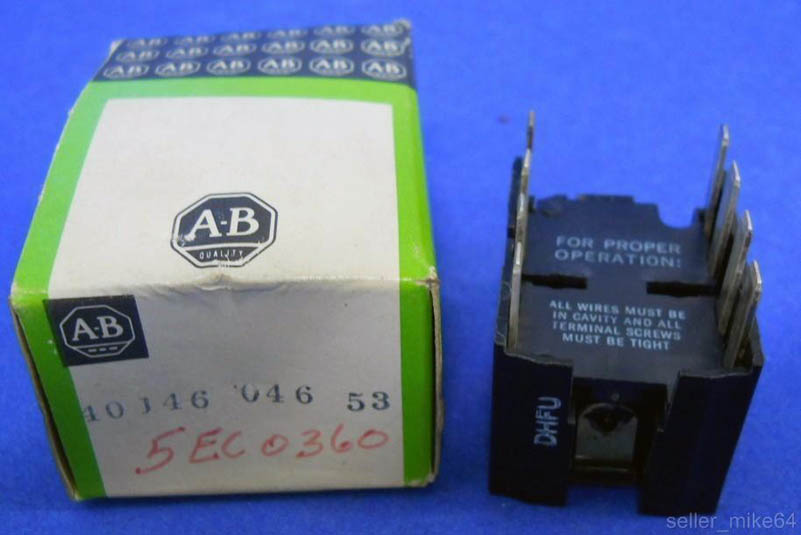 A-B A-B A-B A-B A-B A-B
A-B A-B A-B A-B A-B A-B
A-B A-B A-B A-B A-B A-B
A-B
QUALITY
A-B
40146 046 53
5EC0360
FOR PROPER
OPERATION:
ALL WIRES MUST BE
IN CAVITY AND ALL
TERMINAL SCREWS
MUST BE TIGHT
DHFU
seller_mike64